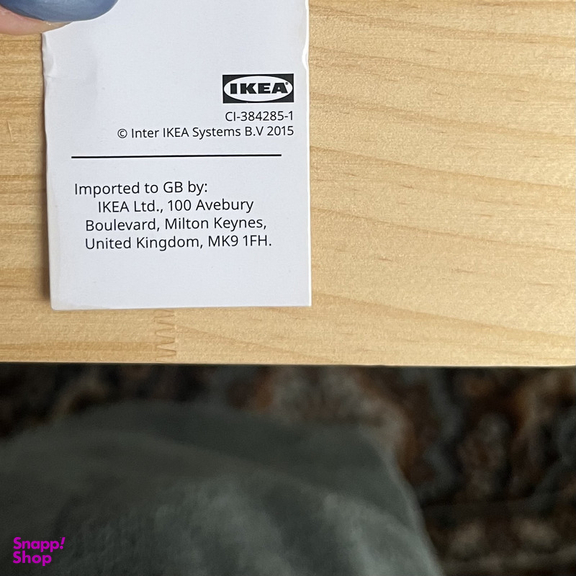 IKEA
CI-384285-1
© Inter IKEA Systems B.V 2015
Imported to GB by:
IKEA Ltd., 100 Avebury
Boulevard, Milton Keynes,
United Kingdom, MK9 1FH.
Snapp!
Shop